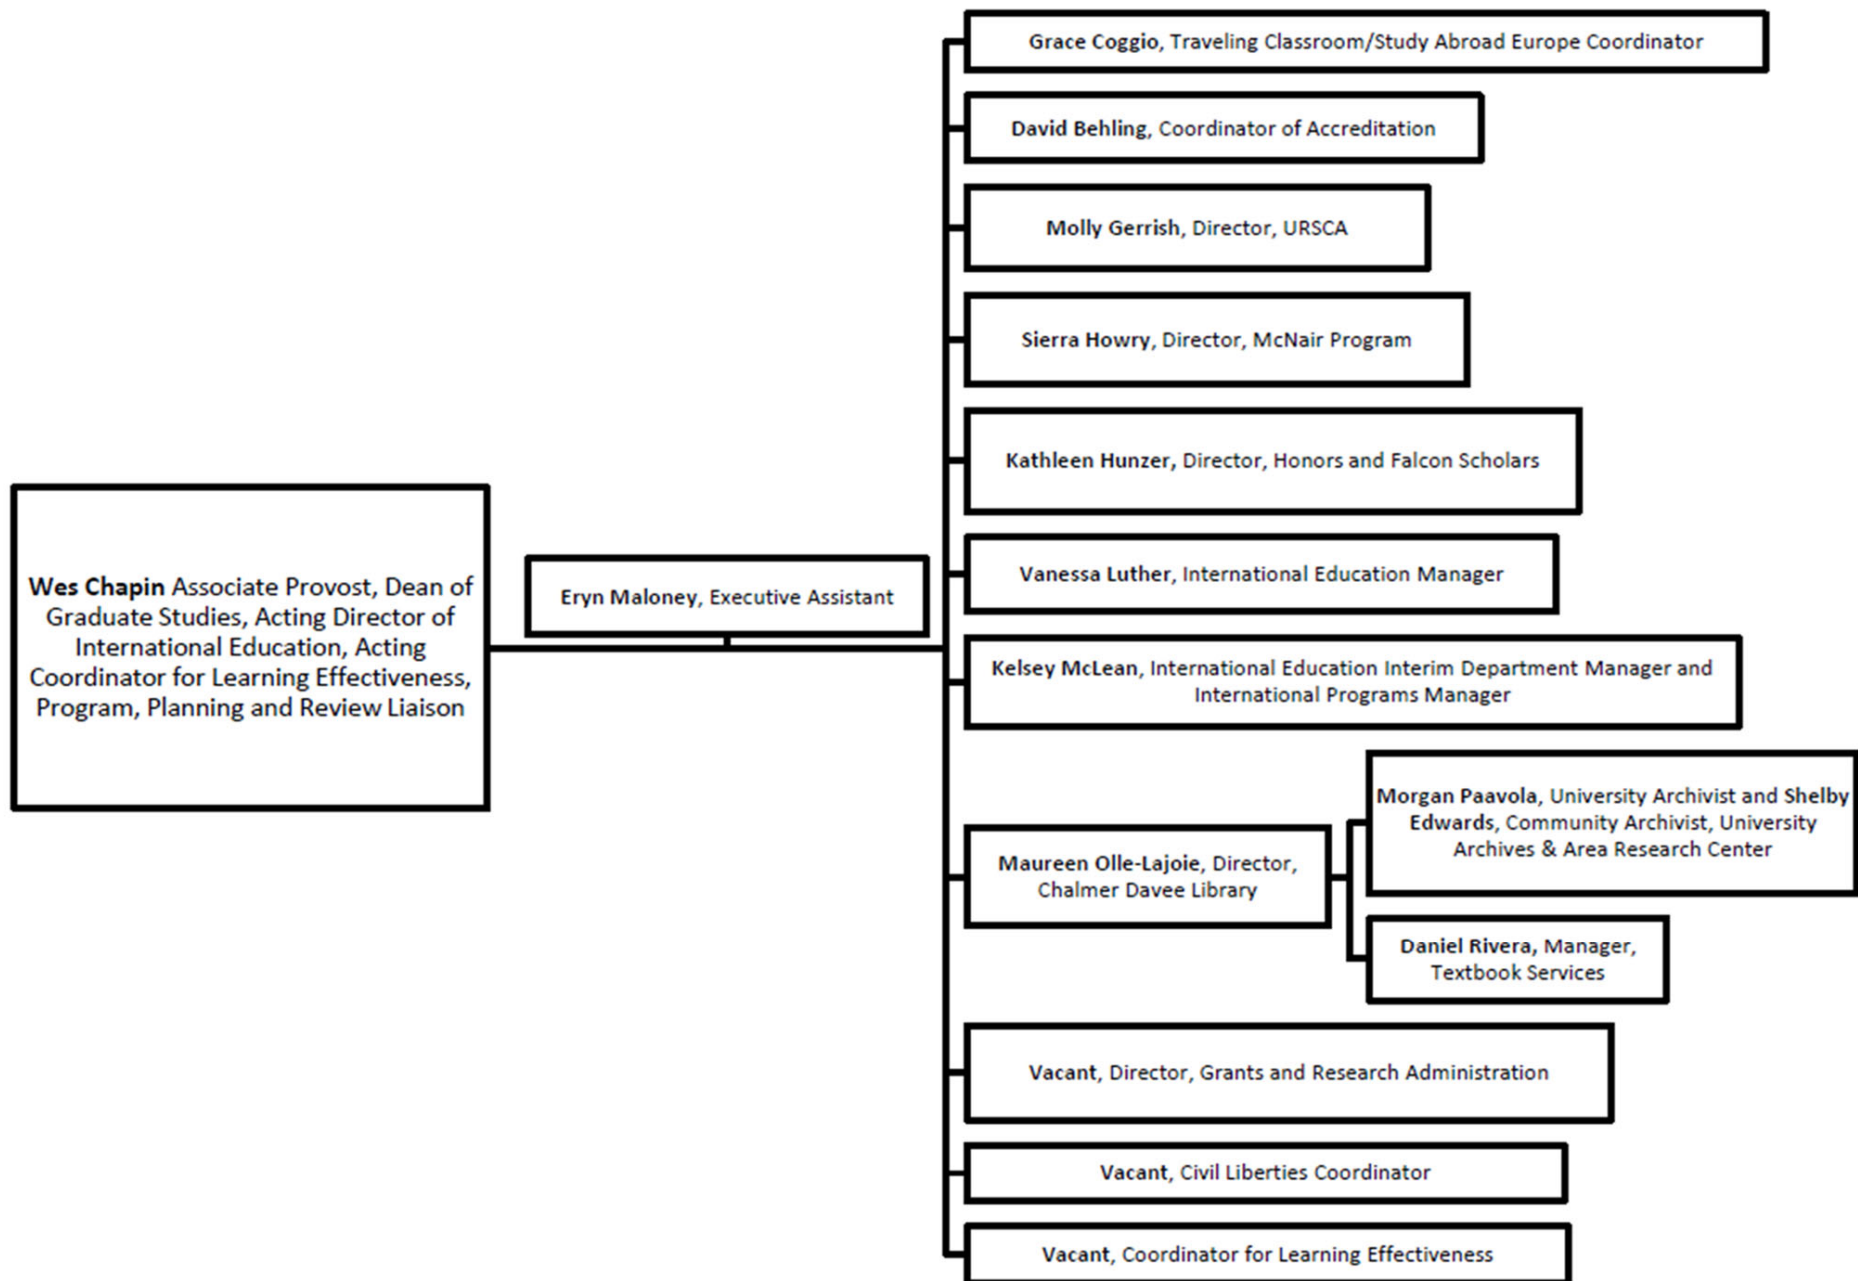 Grace Coggio, Traveling Classroom/Study Abroad Europe Coordinator
David Behling, Coordinator of Accreditation
Molly Gerrish, Director, URSCA
Sierra Howry, Director, McNair Program
Kathleen Hunzer, Director, Honors and Falcon Scholars
Wes Chapin Associate Provost, Dean of
Graduate Studies, Acting Director of
International Education, Acting
Coordinator for Learning Effectiveness,
Program, Planning and Review Liaison
Eryn Maloney, Executive Assistant
Vanessa Luther, International Education Manager
Kelsey McLean, International Education Interim Department Manager and
International Programs Manager
Maureen Olle-Lajoie, Director,
Chalmer Davee Library
Morgan Paavola, University Archivist and Shelby
Edwards, Community Archivist, University
Archives & Area Research Center
Daniel Rivera, Manager,
Textbook Services
Vacant, Director, Grants and Research Administration
Vacant, Civil Liberties Coordinator
Vacant, Coordinator for Learning Effectiveness